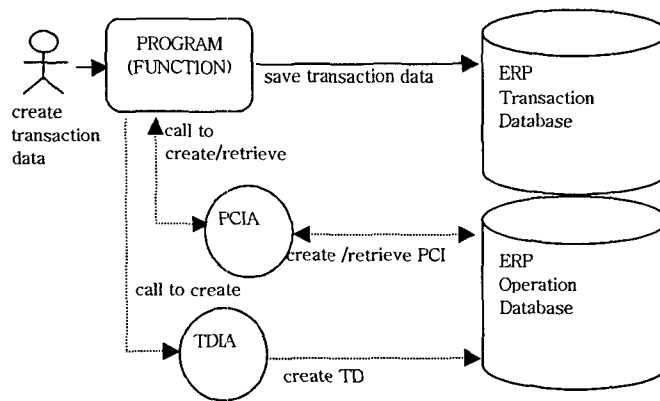 PROGRAM
(FUNCTION)
save transaction data
ERP
Transaction
Database
create
transaction
data
call to
create/retrieve
PCIA
create /retrieve PCI
ERP
Operation
Database
call to create
TDIA
create TD